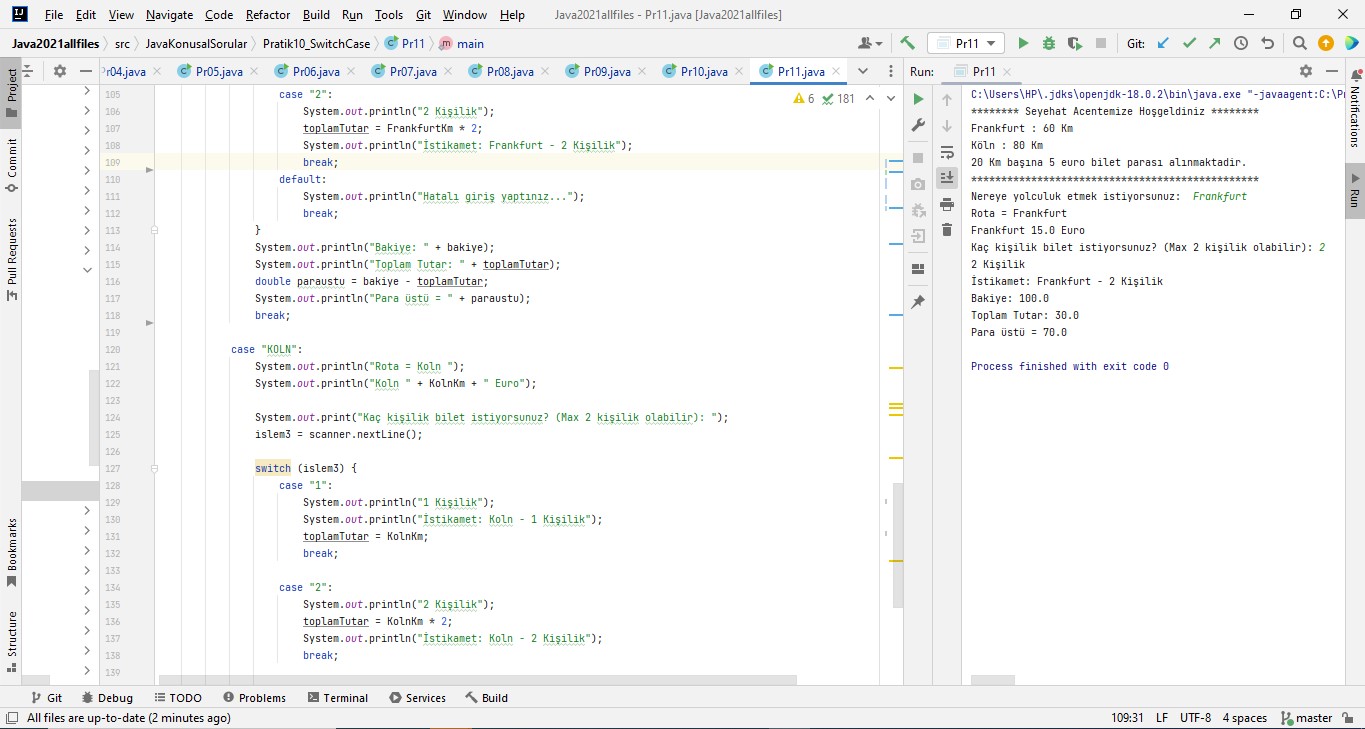 File Edit View Navigate Code Refactor Build Run Tools Git Window Help Java2021allfiles - Pr11.java [Java2021allfiles]
Java2021allfiles src JavaKonusalSorular Pratik10_SwitchCase Pr11 main Pr11 Git:
Project
Commit
Pull Requests
Bookmarks
Structure
r04.java Pr05.java Pr06.java Pr07.java Pr08.java Pr09.java Pr10.java Pr11.java
6 181
105 case "2":
106 System.out.println("2 Kişilik");
107 toplamTutar = FrankfurtKm * 2;
108 System.out.println("İstikamet: Frankfurt - 2 Kişilik");
109 break;
110 default:
111 System.out.println("Hatalı giriş yaptınız...");
112 break;
113 }
114 System.out.println("Bakiye: " + bakiye);
115 System.out.println("Toplam Tutar: " + toplamTutar);
116 double paraustu = bakiye - toplamTutar;
117 System.out.println("Para üstü = " + paraustu);
118 break;
119
120 case "KOLN":
121 System.out.println("Rota = Koln ");
122 System.out.println("Koln " + KolnKm + " Euro");
123
124 System.out.print("Kaç kişilik bilet istiyorsunuz? (Max 2 kişilik olabilir): ");
125 islem3 = scanner.nextLine();
126
127 switch (islem3) {
128 case "1":
129 System.out.println("1 Kişilik");
130 System.out.println("İstikamet: Koln - 1 Kişilik");
131 toplamTutar = KolnKm;
132 break;
133
134 case "2":
135 System.out.println("2 Kişilik");
136 toplamTutar = KolnKm * 2;
137 System.out.println("İstikamet: Koln - 2 Kişilik");
138 break;
139
Run: Pr11
C:\Users\HP\.jdks\openjdk-18.0.2\bin\java.exe "-javaagent:C:\P
******** Seyehat Acentemize Hoşgeldiniz ********
Frankfurt : 60 Km
Köln : 80 Km
20 Km başına 5 euro bilet parası alınmaktadir.
************************************************
Nereye yolculuk etmek istiyorsunuz: Frankfurt
Rota = Frankfurt
Frankfurt 15.0 Euro
Kaç kişilik bilet istiyorsunuz? (Max 2 kişilik olabilir): 2
2 Kişilik
İstikamet: Frankfurt - 2 Kişilik
Bakiye: 100.0
Toplam Tutar: 30.0
Para üstü = 70.0
Process finished with exit code 0
Notifications
Run
Git Debug TODO Problems Terminal Services Build
All files are up-to-date (2 minutes ago) 109:31 LF UTF-8 4 spaces master